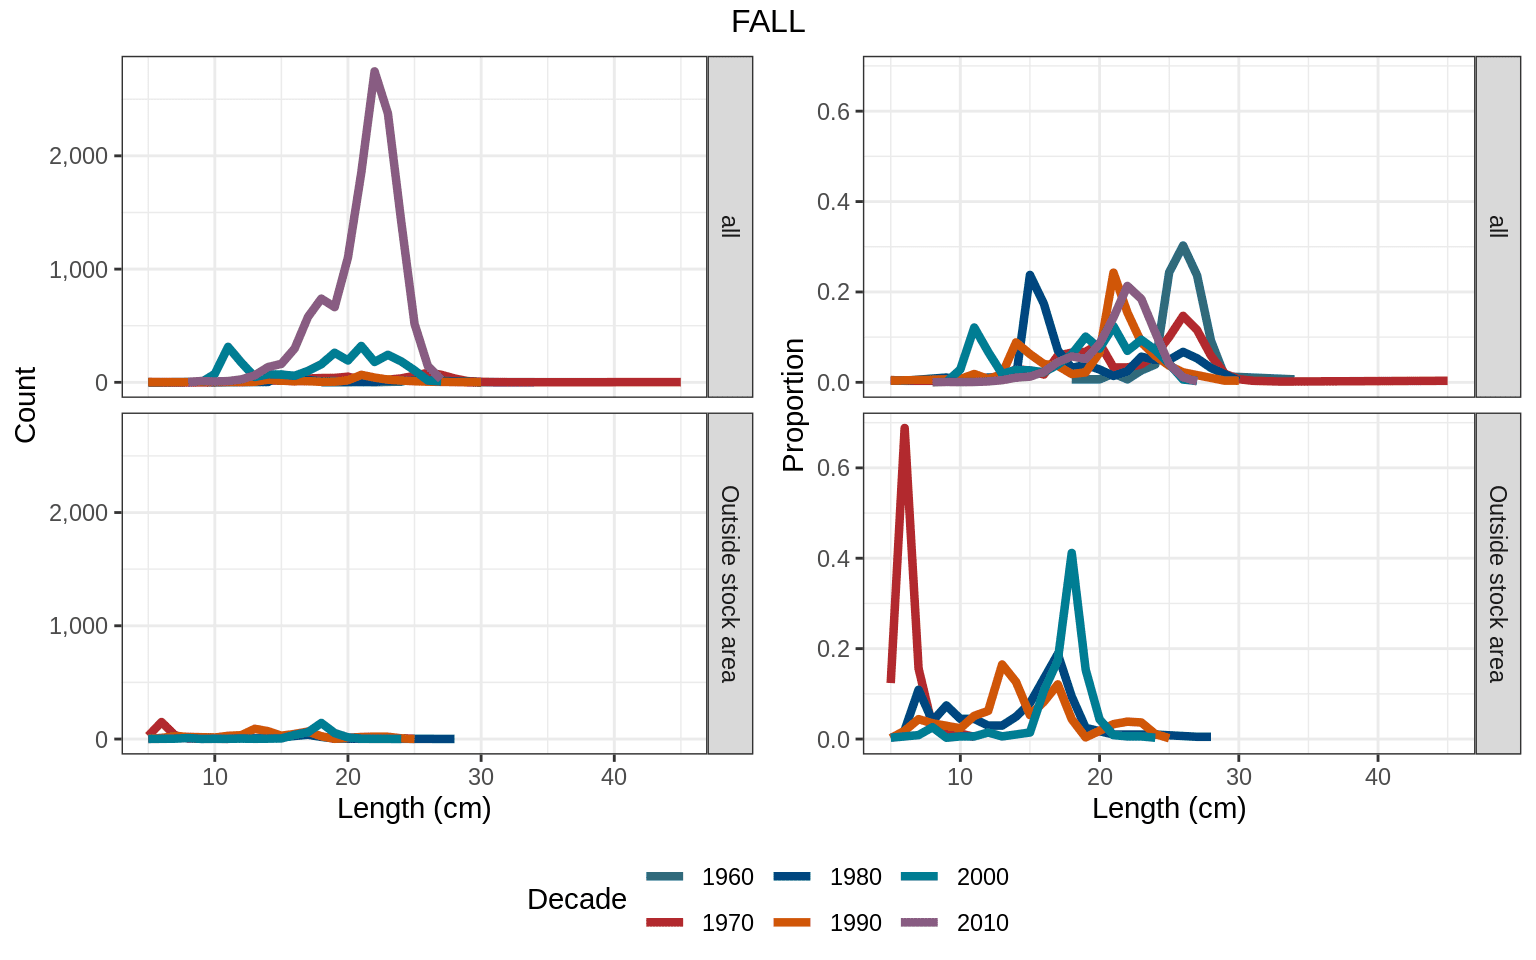 FALL
Count
2,000
1,000
0
all
2,000
1,000
0
Outside stock area
10 20 30 40
Length (cm)
Proportion
0.6
0.4
0.2
0.0
all
0.6
0.4
0.2
0.0
Outside stock area
10 20 30 40
Length (cm)
Decade
1960 1980 2000
1970 1990 2010